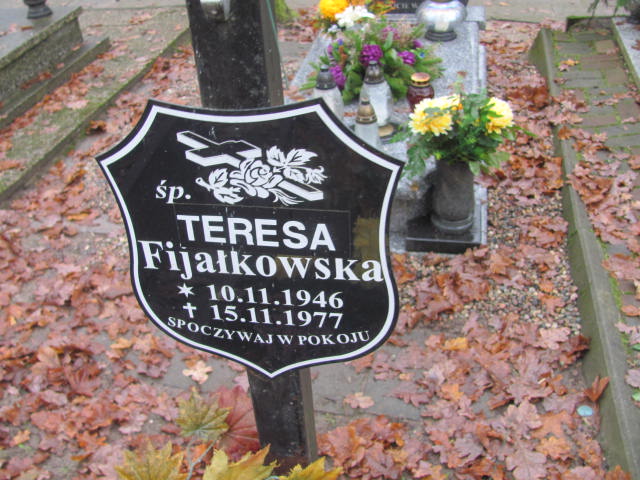 śp.
TERESA
Fijałkowska
✶ 10.11.1946
✝ 15.11.1977
SPOCZYWAJ W POKOJU